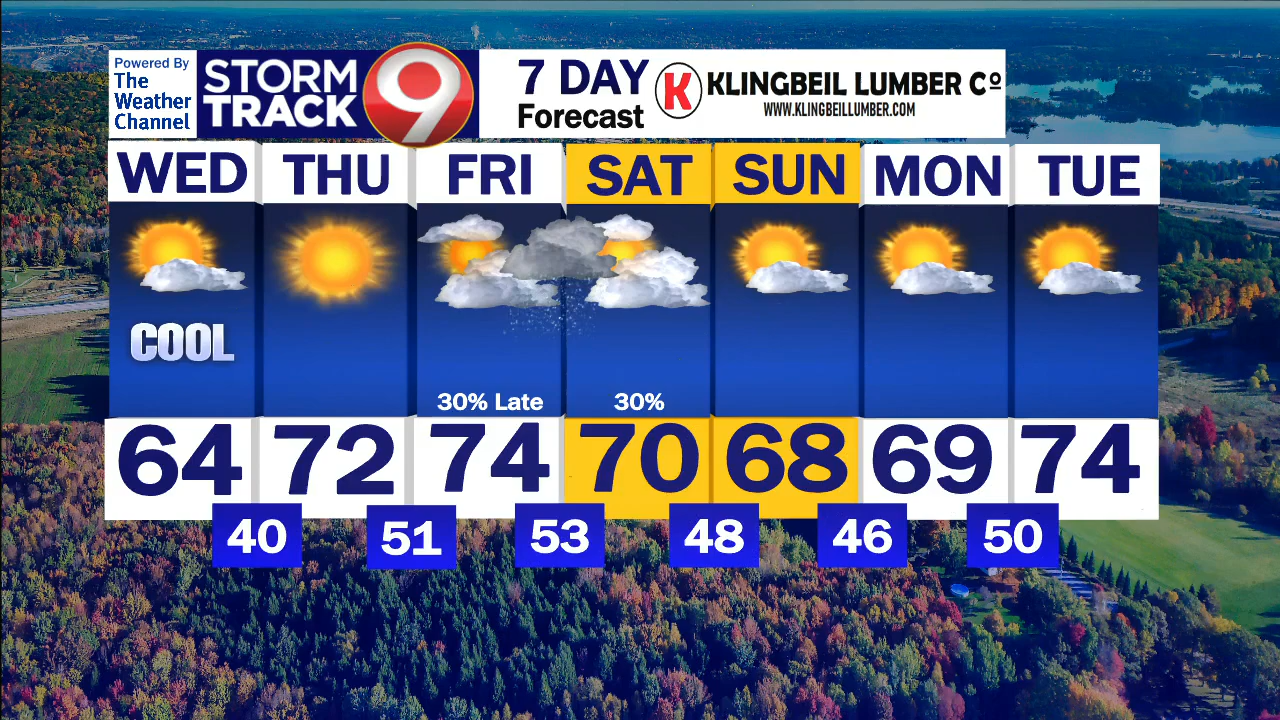 Powered By
The
Weather
Channel
STORM
TRACK
9
7 DAY
Forecast
K
KLINGBEIL LUMBER Cº
WWW.KLINGBEILLUMBER.COM
WED THU FRI SAT SUN MON TUE
COOL
30% Late 30%
64 72 74 70 68 69 74
40 51 53 48 46 50